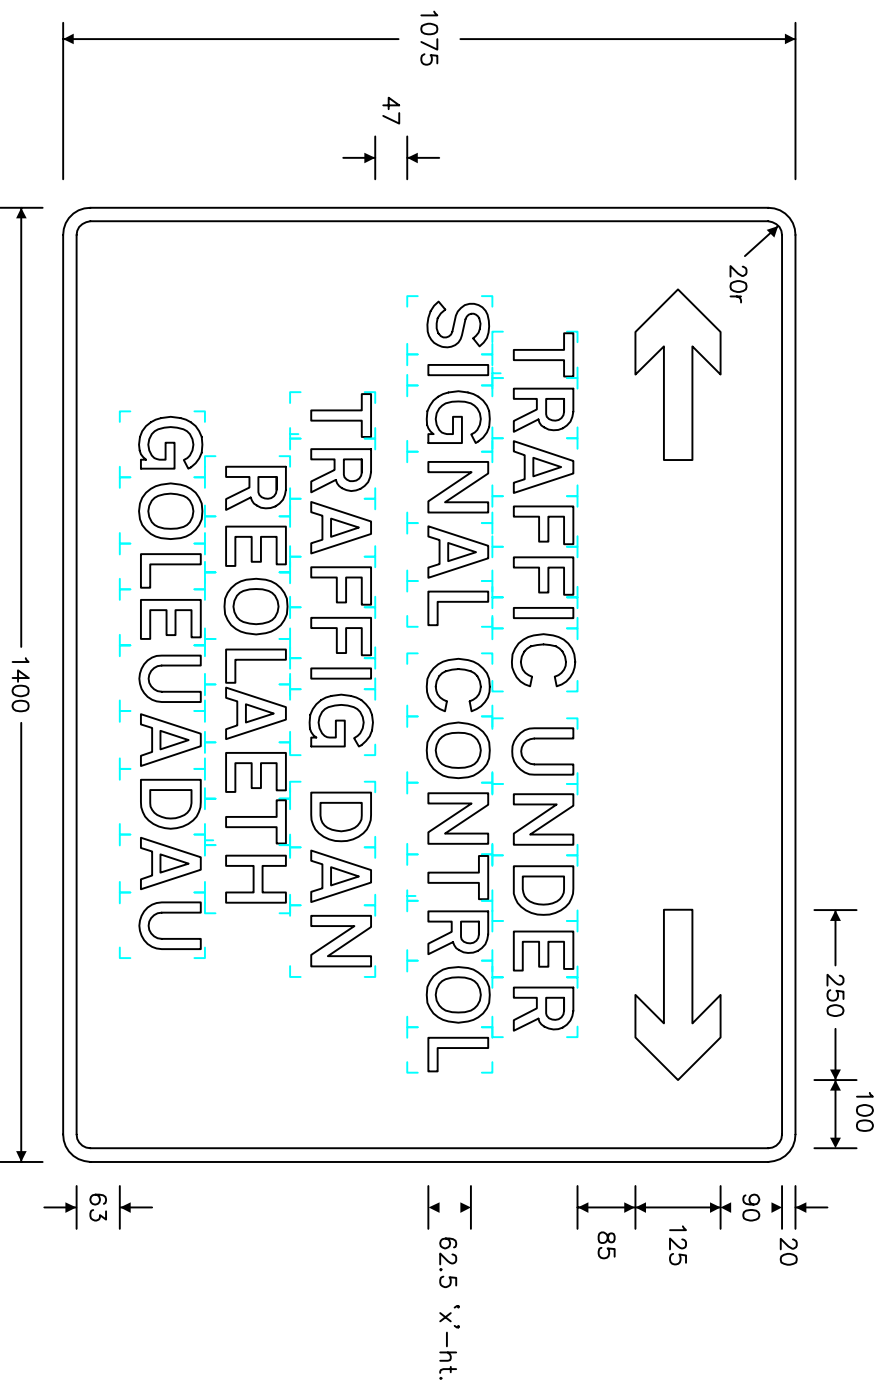 TRAFFIC UNDER
SIGNAL CONTROL
TRAFFIG DAN
REOLAETH
GOLEUADAU
1075
47
20r
1400
250
100
20
90
125
85
62.5 'x'-ht.
63